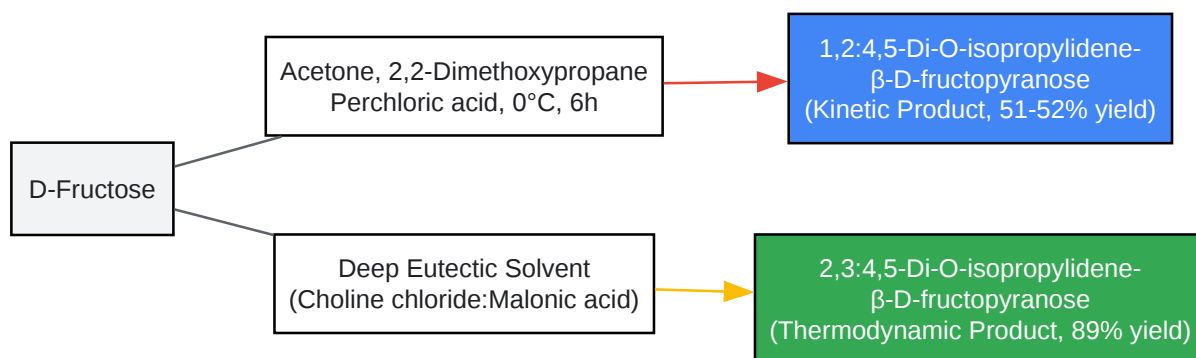 D-Fructose
Acetone, 2,2-Dimethoxypropane
Perchloric acid, 0°C, 6h
1,2:4,5-Di-O-isopropylidene-
β-D-fructopyranose
(Kinetic Product, 51-52% yield)
Deep Eutectic Solvent
(Choline chloride:Malonic acid)
2,3:4,5-Di-O-isopropylidene-
β-D-fructopyranose
(Thermodynamic Product, 89% yield)